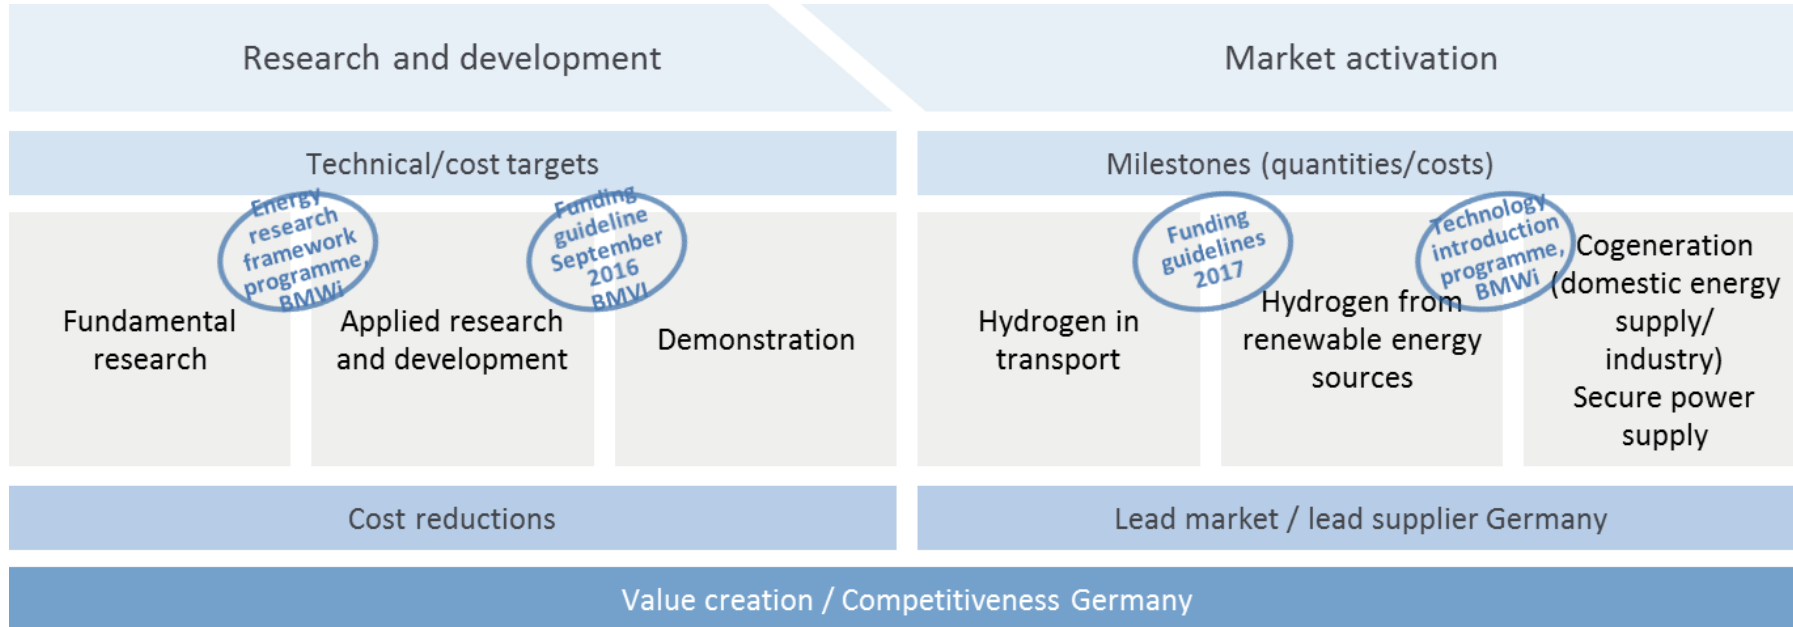 Research and development
Market activation
Technical/cost targets
Milestones (quantities/costs)
Energy
research
framework
programme,
BMWi
Funding
guideline
September
2016
BMVI
Funding
guidelines
2017
Technology
introduction
programme,
BMWi
Fundamental
research
Applied research
and development
Demonstration
Hydrogen in
transport
Hydrogen from
renewable energy
sources
Cogeneration
(domestic energy
supply/
industry)
Secure power
supply
Cost reductions
Lead market / lead supplier Germany
Value creation / Competitiveness Germany